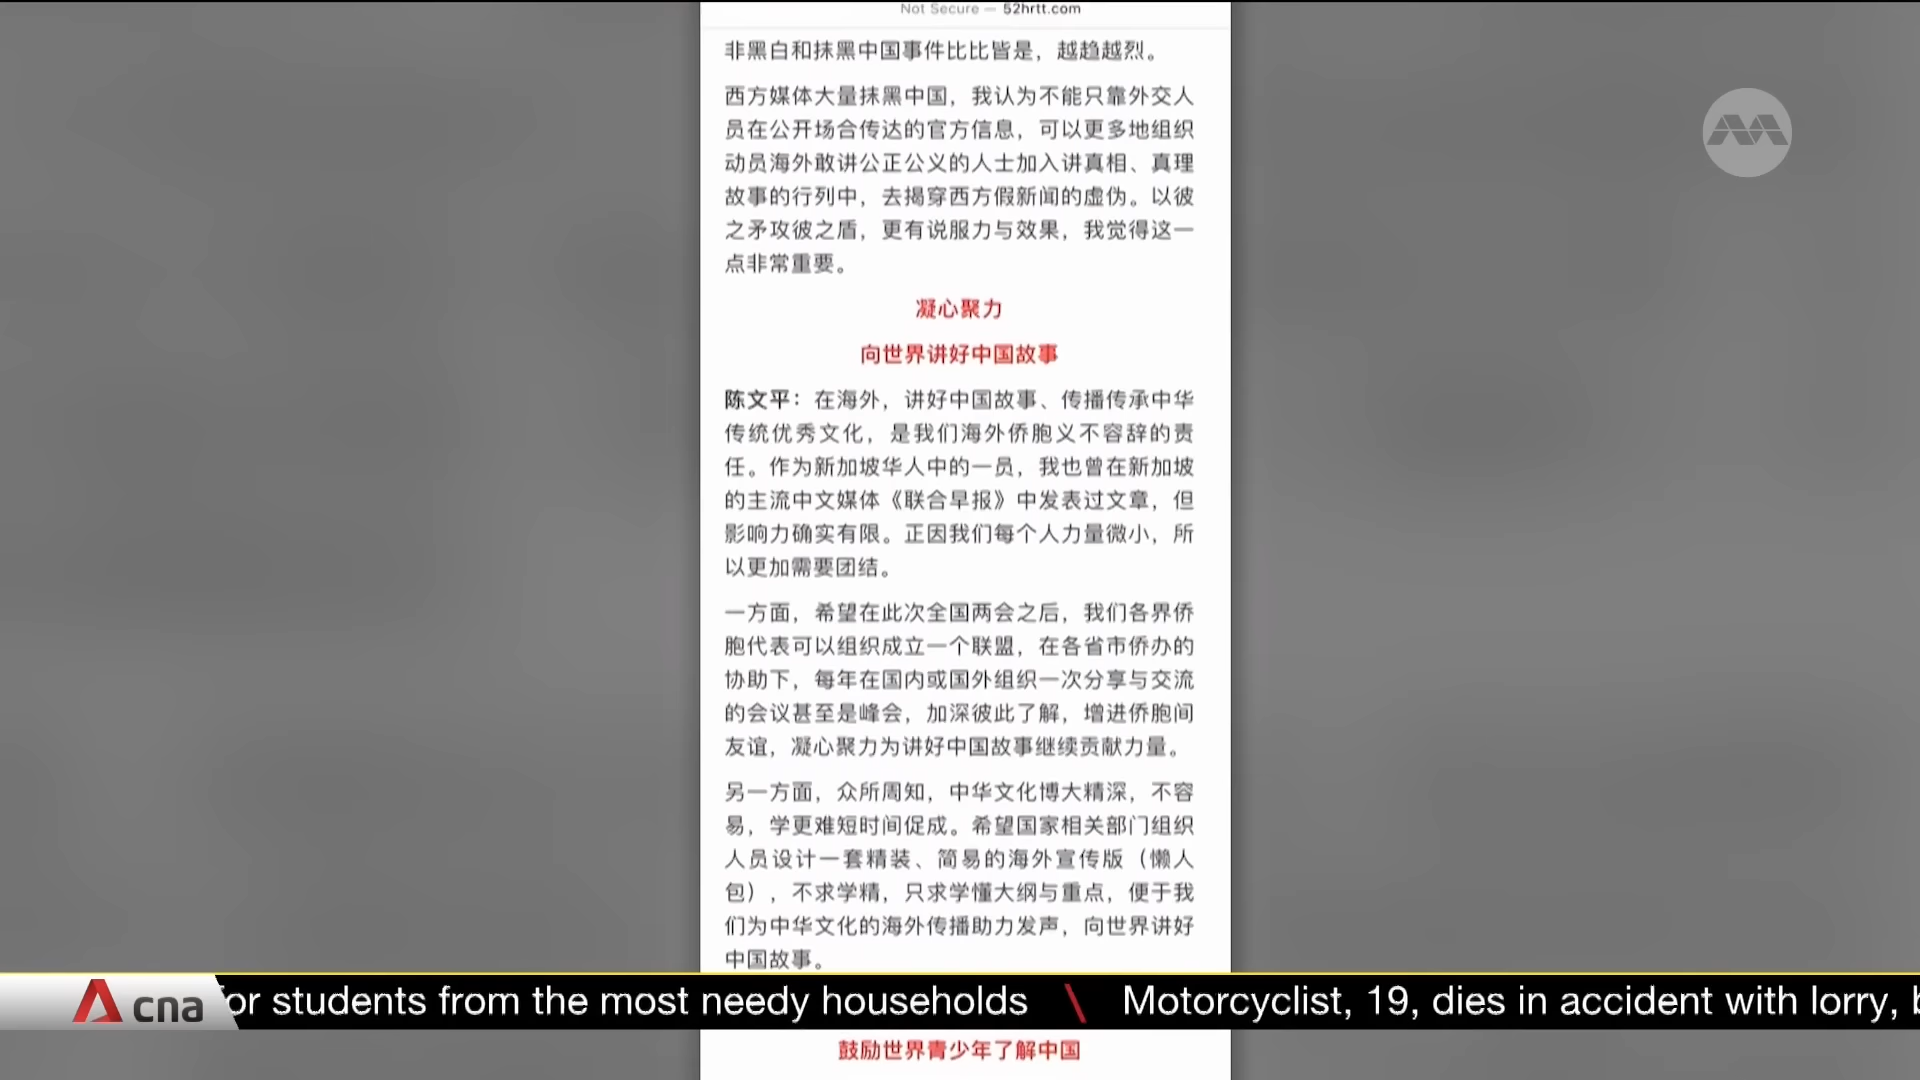 Not Secure — 52hrtt.com
非黑白和抹黑中国事件比比皆是，越趋越烈。
西方媒体大量抹黑中国，我认为不能只靠外交人
员在公开场合传达的官方信息，可以更多地组织
动员海外敢讲公正公义的人士加入讲真相、真理
故事的行列中，去揭穿西方假新闻的虚伪。以彼
之矛攻彼之盾，更有说服力与效果，我觉得这一
点非常重要。
凝心聚力
向世界讲好中国故事
陈文平：在海外，讲好中国故事、传播传承中华
传统优秀文化，是我们海外侨胞义不容辞的责
任。作为新加坡华人中的一员，我也曾在新加坡
的主流中文媒体《联合早报》中发表过文章，但
影响力确实有限。正因我们每个人力量微小，所
以更加需要团结。
一方面，希望在此次全国两会之后，我们各界侨
胞代表可以组织成立一个联盟，在各省市侨办的
协助下，每年在国内或国外组织一次分享与交流
的会议甚至是峰会，加深彼此了解，增进侨胞间
友谊，凝心聚力为讲好中国故事继续贡献力量。
另一方面，众所周知，中华文化博大精深，不容
易，学更难短时间促成。希望国家相关部门组织
人员设计一套精装、简易的海外宣传版（懒人
包），不求学精，只求学懂大纲与重点，便于我
们为中华文化的海外传播助力发声，向世界讲好
中国故事。
cna
for students from the most needy households \ Motorcyclist, 19, dies in accident with lorry, b
鼓励世界青少年了解中国